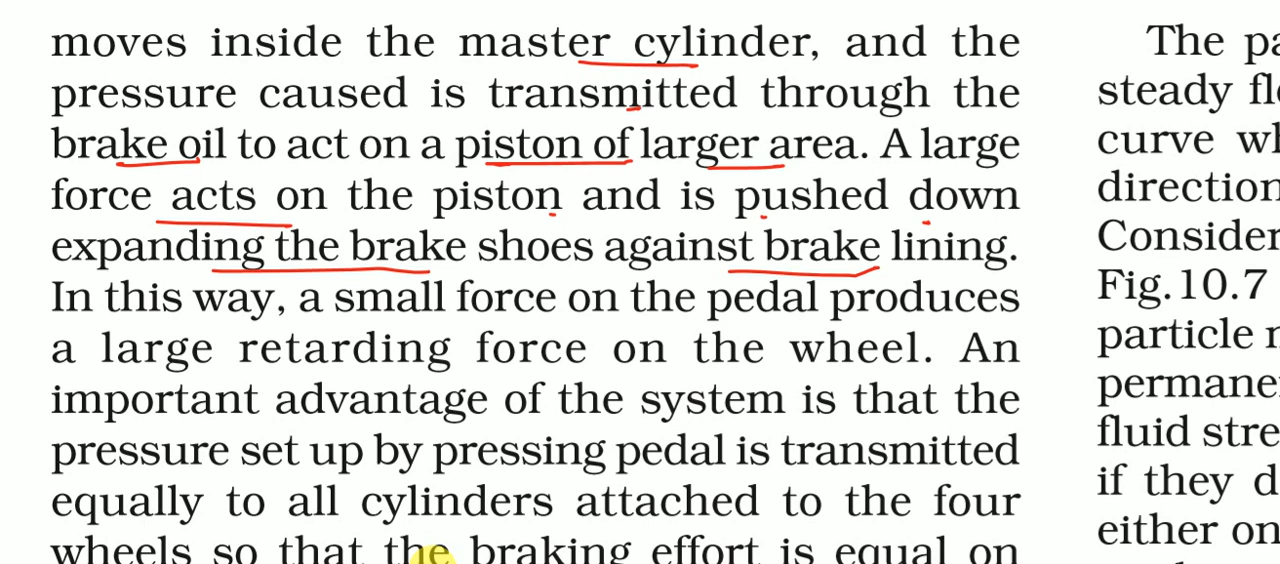 moves inside the master cylinder, and the
pressure caused is transmitted through the
brake oil to act on a piston of larger area. A large
force acts on the piston and is pushed down
expanding the brake shoes against brake lining.
In this way, a small force on the pedal produces
a large retarding force on the wheel. An
important advantage of the system is that the
pressure set up by pressing pedal is transmitted
equally to all cylinders attached to the four
wheels so that the braking effort is equal on
The
steady
curve
direction
Consider
Fig.10.7
particle
fluid
if they
either on